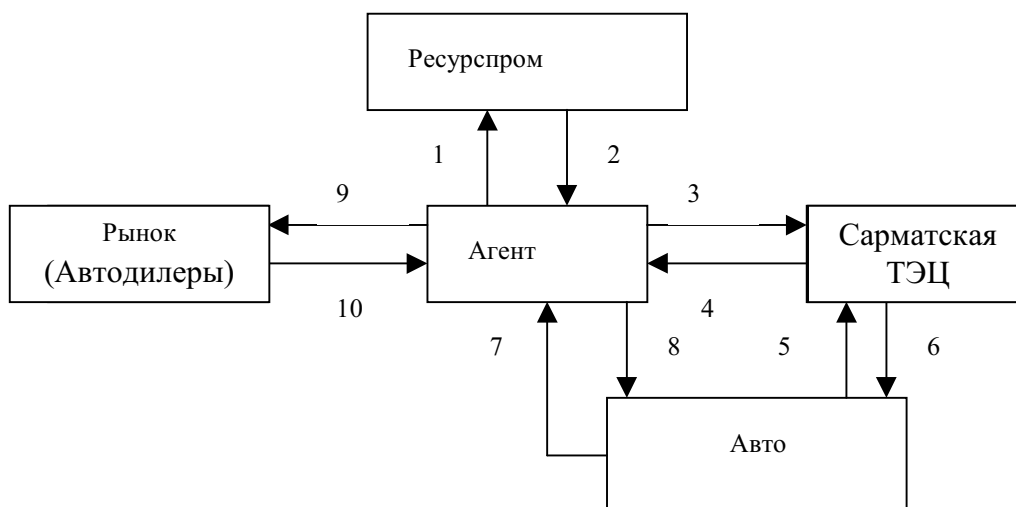 Ресурспром
1
2
9
3
Рынок
(Автодилеры)
Агент
Сарматская
ТЭЦ
10
4
7
8
5
6
Авто